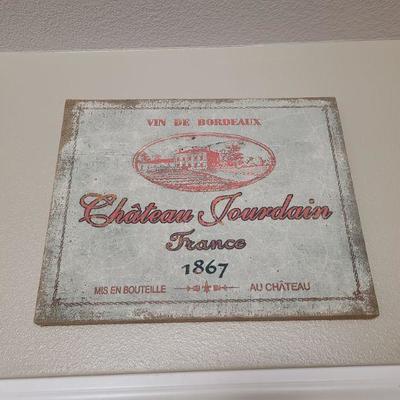 VIN DE BORDEAUX
Château Jourdain
France
1867
MIS EN BOUTEILLE AU CHÂTEAU